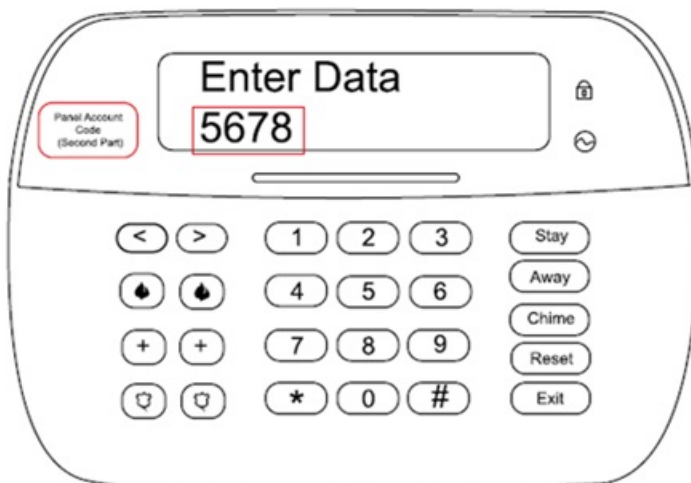 Enter Data
5678
Panel Account
Code
(Second Part)
< >
1 2 3
Stay
4 5 6
Away
+ +
7 8 9
Chime
Reset
* 0 #
Exit